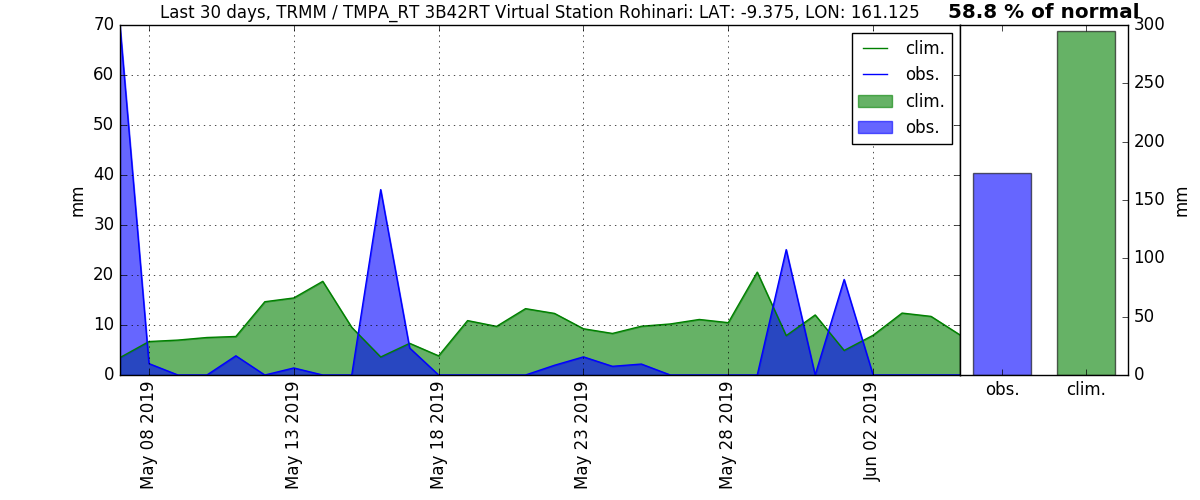 Last 30 days, TRMM / TMPA_RT 3B42RT Virtual Station Rohinari: LAT: -9.375, LON: 161.125
58.8 % of normal
70
60
50
40
30
20
10
0
mm
clim.
obs.
clim.
obs.
May 08 2019
May 13 2019
May 18 2019
May 23 2019
May 28 2019
Jun 02 2019
300
250
200
150
100
50
0
mm
obs.
clim.